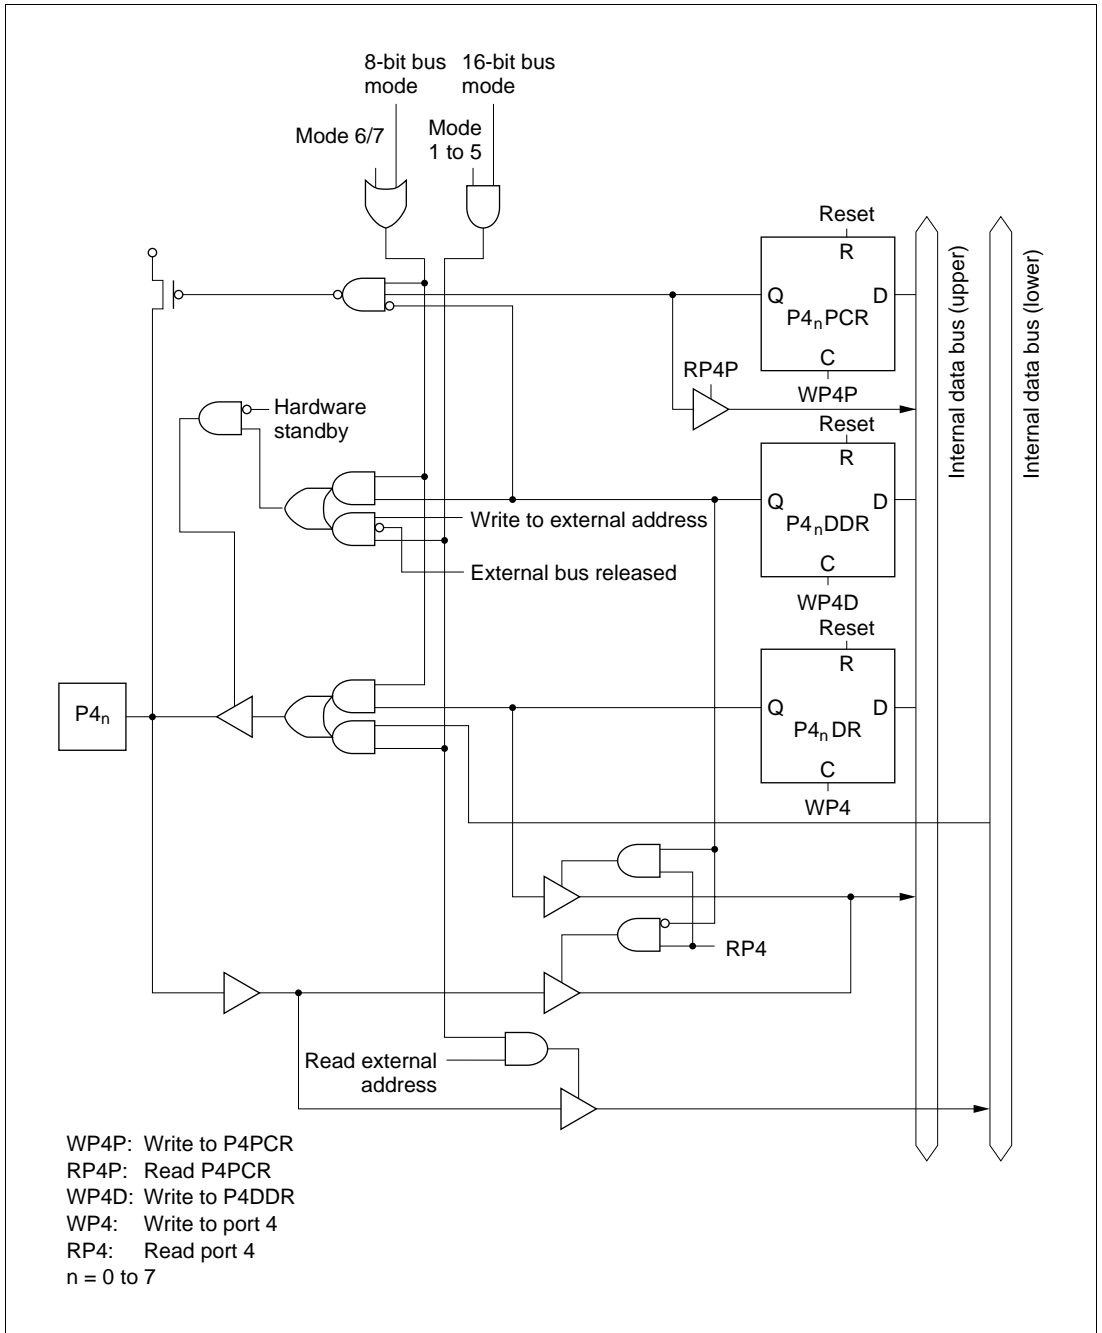 8-bit bus
mode
16-bit bus
mode
Mode 6/7
Mode
1 to 5
Reset
R
Q
D
P4nPCR
C
WP4P
RP4P
Hardware
standby
Reset
R
Q
D
P4nDDR
C
WP4D
Write to external address
External bus released
Reset
R
Q
D
P4nDR
C
WP4
P4n
RP4
Read external
address
Internal data bus (upper)
Internal data bus (lower)
WP4P: Write to P4PCR
RP4P: Read P4PCR
WP4D: Write to P4DDR
WP4: Write to port 4
RP4: Read port 4
n = 0 to 7